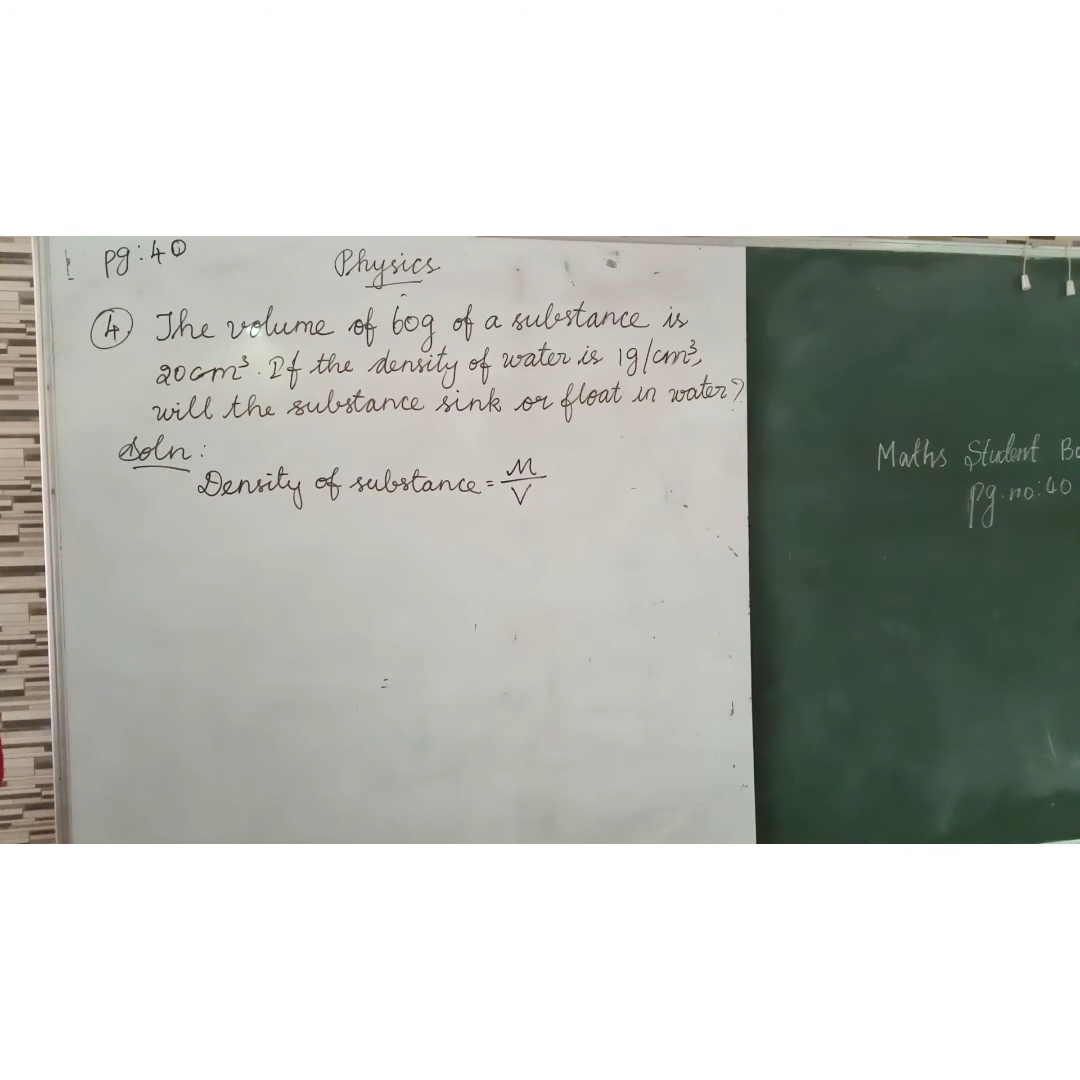 Pg: 40
Physics
4 The volume of 60g of a substance is
20cm³. If the density of water is 1g/cm³,
will the substance sink or float in water?
Soln:
Density of substance = M/V
Maths Student
Pg. no: 40